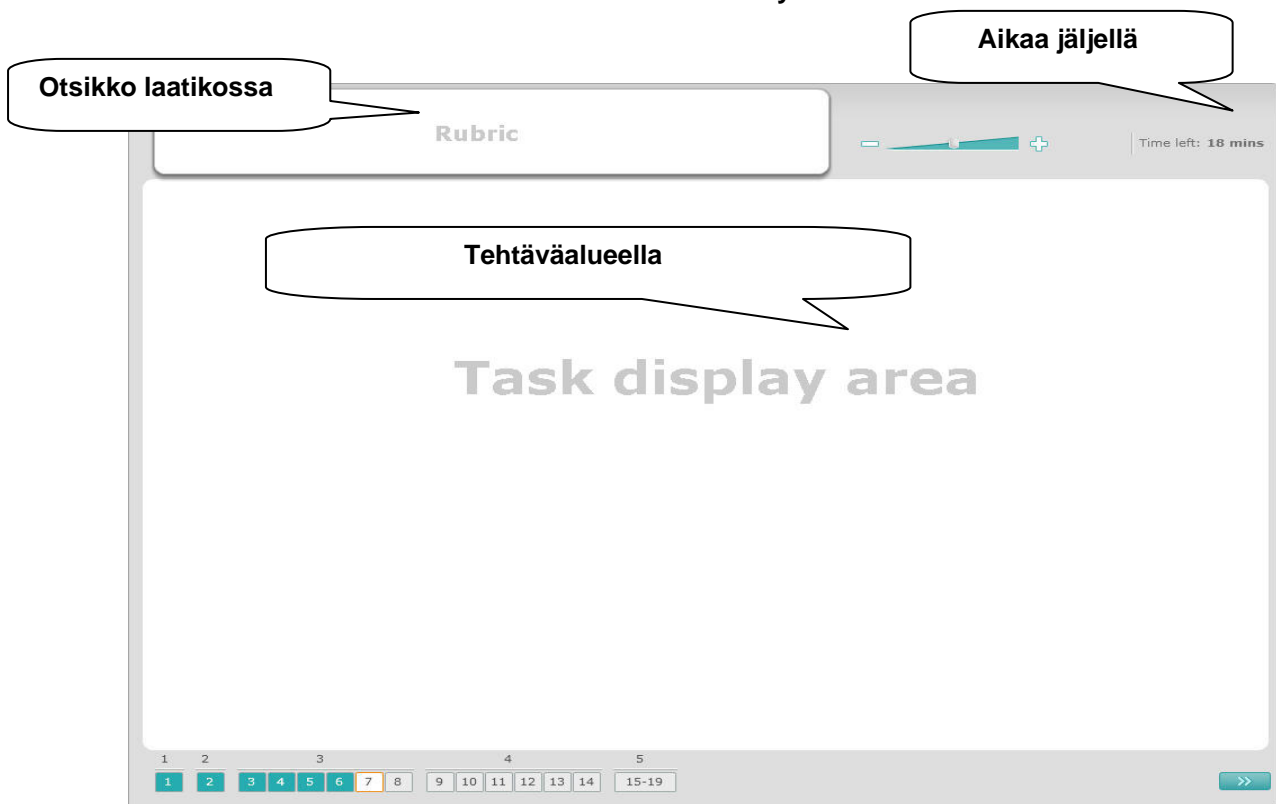 Aikaa jäljellä
Otsikko laatikossa
Rubric
Time left: 18 mins
Tehtäväalueella
Task display area
1 2 3 4 5
1 2 3 4 5 6 7 8 9 10 11 12 13 14 15-19
>>